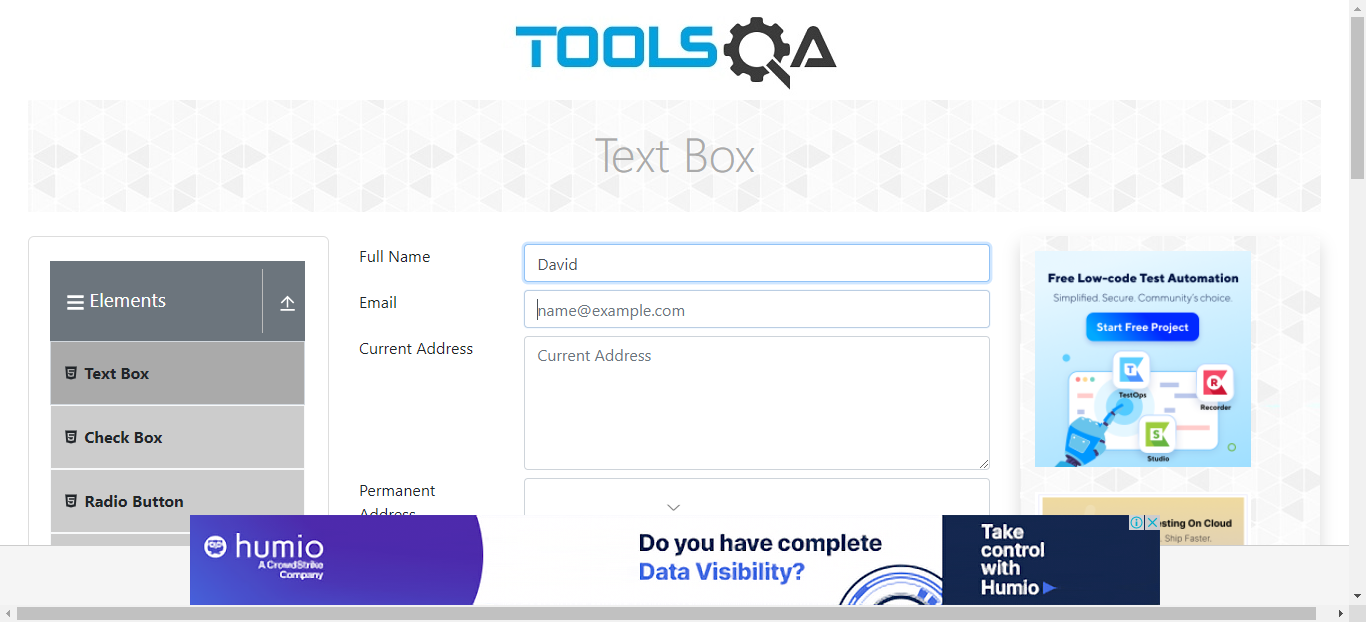 TOOLSQA
Text Box
Elements
Text Box
Check Box
Radio Button
Full Name
David
Email
name@example.com
Current Address
Current Address
Permanent
Address
Free Low-code Test Automation
Simplified. Secure. Community's choice.
Start Free Project
TestOps
Recorder
Studio
sting On Cloud
. Ship Faster.
humio
A CrowdStrike
Company
Do you have complete
Data Visibility?
Take
control
with
Humio